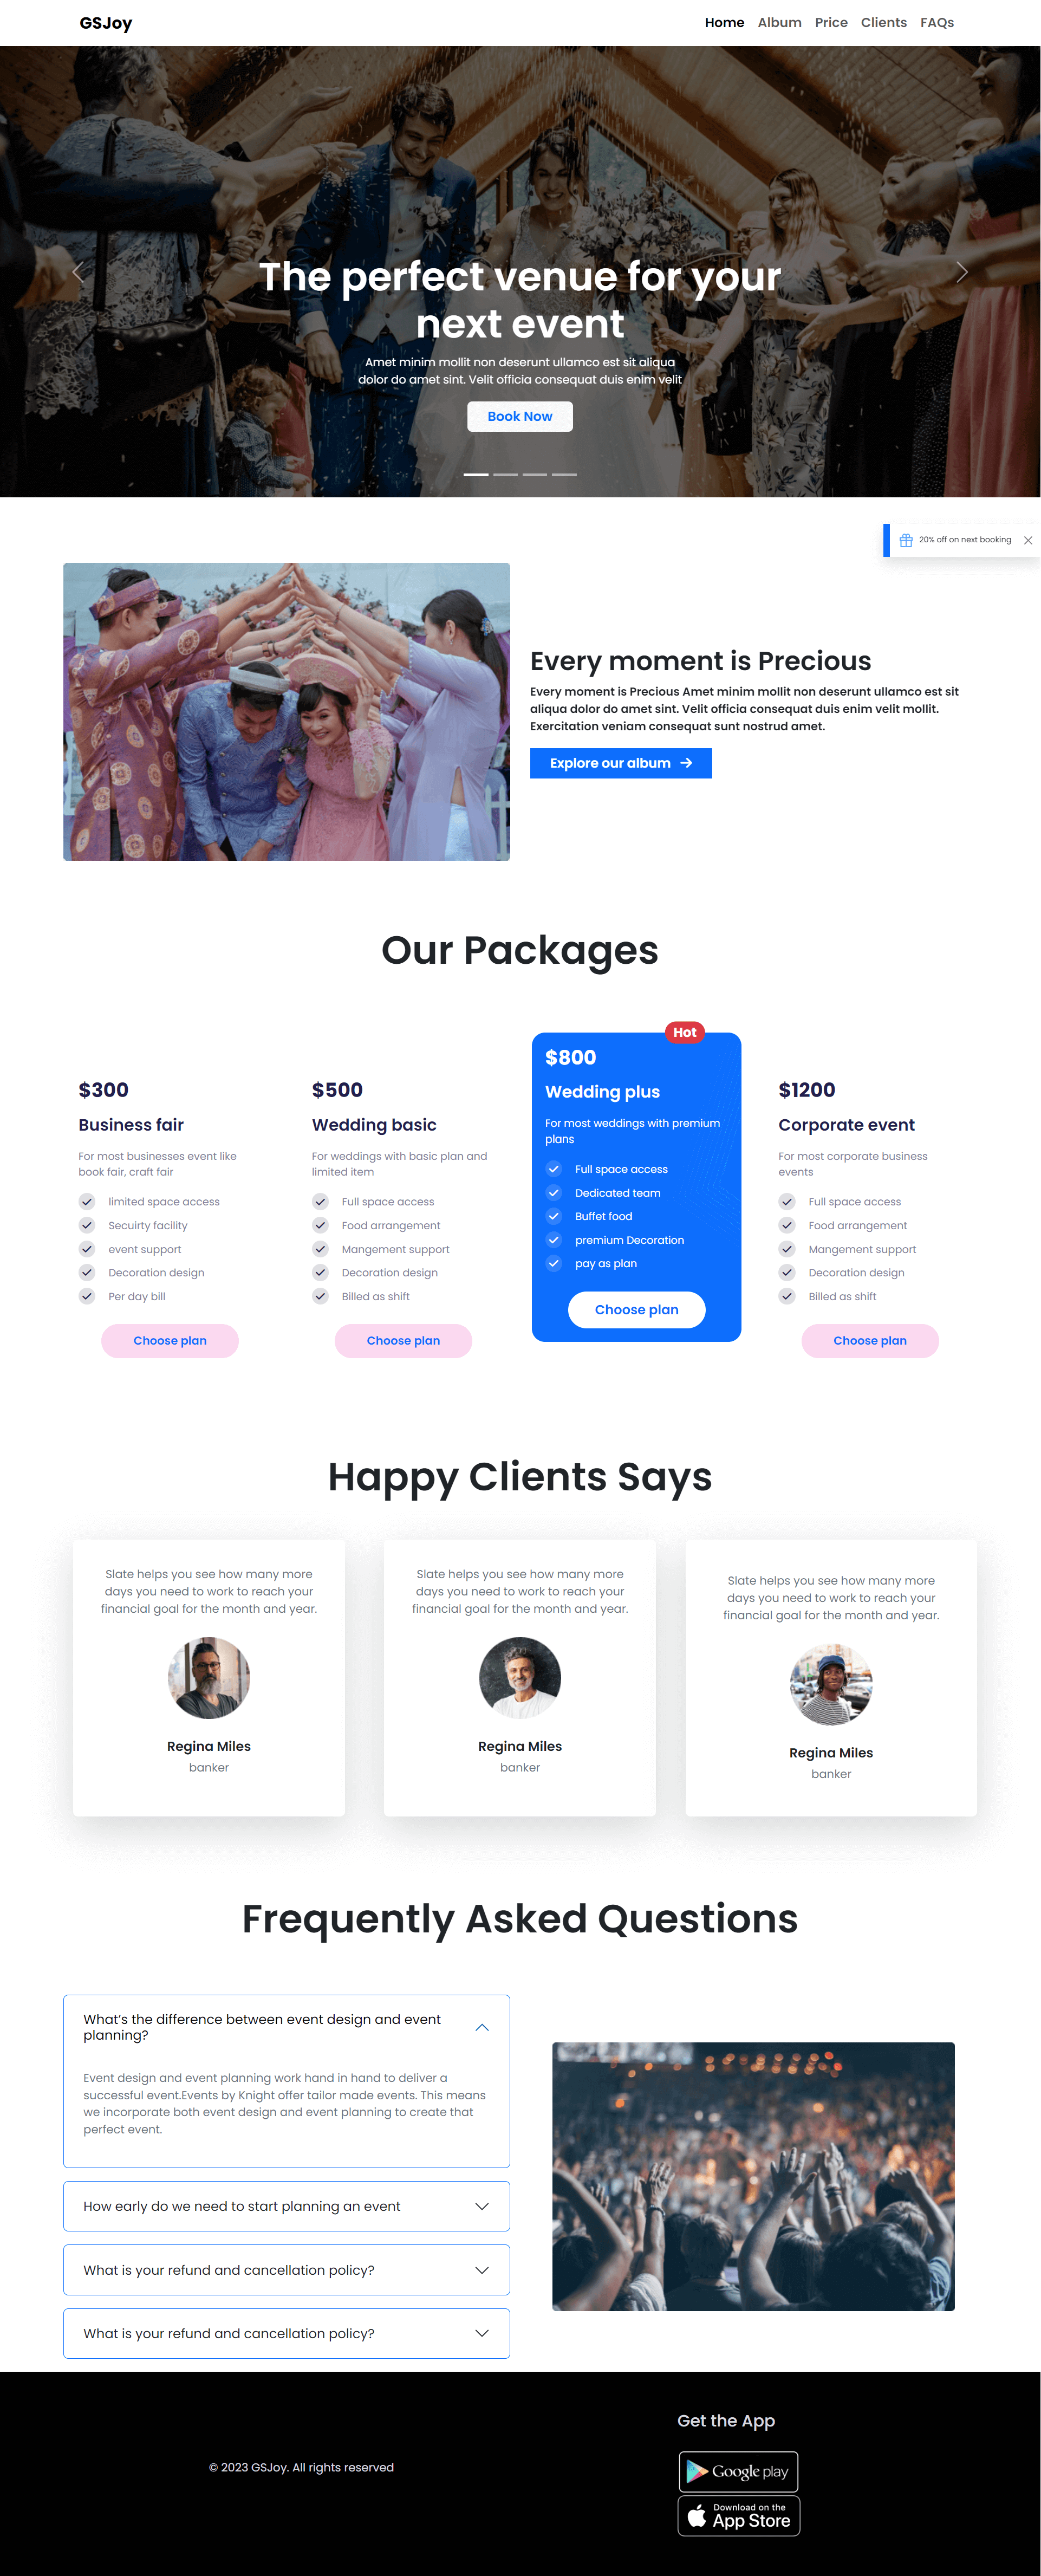 GSJoy
Home Album Price Clients FAQs
The perfect venue for your
next event
Amet minim mollit non deserunt ullamco est sit aliqua
dolor do amet sint. Velit officia consequat duis enim velit
Book Now
20% off on next booking
Every moment is Precious
Every moment is Precious Amet minim mollit non deserunt ullamco est sit
aliqua dolor do amet sint. Velit officia consequat duis enim velit mollit.
Exercitation veniam consequat sunt nostrud amet.
Explore our album
Our Packages
$300
Business fair
For most businesses event like
book fair, craft fair
limited space access
Secuirty facility
event support
Decoration design
Per day bill
Choose plan
$500
Wedding basic
For weddings with basic plan and
limited item
Full space access
Food arrangement
Mangement support
Decoration design
Billed as shift
Choose plan
Hot
$800
Wedding plus
For most weddings with premium
plans
Full space access
Dedicated team
Buffet food
premium Decoration
pay as plan
Choose plan
$1200
Corporate event
For most corporate business
events
Full space access
Food arrangement
Mangement support
Decoration design
Billed as shift
Choose plan
Happy Clients Says
Slate helps you see how many more
days you need to work to reach your
financial goal for the month and year.
Regina Miles
banker
Slate helps you see how many more
days you need to work to reach your
financial goal for the month and year.
Regina Miles
banker
Slate helps you see how many more
days you need to work to reach your
financial goal for the month and year.
Regina Miles
banker
Frequently Asked Questions
What's the difference between event design and event
planning?
Event design and event planning work hand in hand to deliver a
successful event.Events by Knight offer tailor made events. This means
we incorporate both event design and event planning to create that
perfect event.
How early do we need to start planning an event
What is your refund and cancellation policy?
What is your refund and cancellation policy?
© 2023 GSJoy. All rights reserved
Get the App
Google play
Download on the
App Store